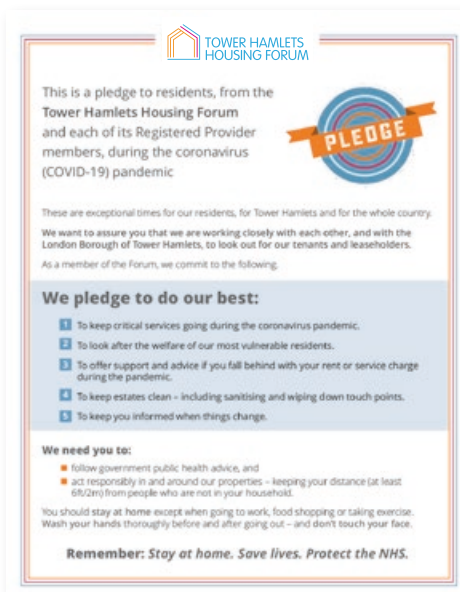 TOWER HAMLETS
HOUSING FORUM
This is a pledge to residents, from the
Tower Hamlets Housing Forum
and each of its Registered Provider
members, during the coronavirus
(COVID-19) pandemic
PLEDGE
These are exceptional times for our residents, for Tower Hamlets and for the whole country.
We want to assure you that we are working closely with each other, and with the
London Borough of Tower Hamlets, to look out for our tenants and leaseholders.
As a member of the Forum, we commit to the following.
We pledge to do our best:
1 To keep critical services going during the coronavirus pandemic.
2 To look after the welfare of our most vulnerable residents.
3 To offer support and advice if you fall behind with your rent or service charge
during the pandemic.
4 To keep estates clean – including sanitising and wiping down touch points.
5 To keep you informed when things change.
We need you to:
follow government public health advice, and
act responsibly in and around our properties – keeping your distance (at least
6ft/2m) from people who are not in your household.
You should stay at home except when going to work, food shopping or taking exercise.
Wash your hands thoroughly before and after going out – and don't touch your face.
Remember: Stay at home. Save lives. Protect the NHS.